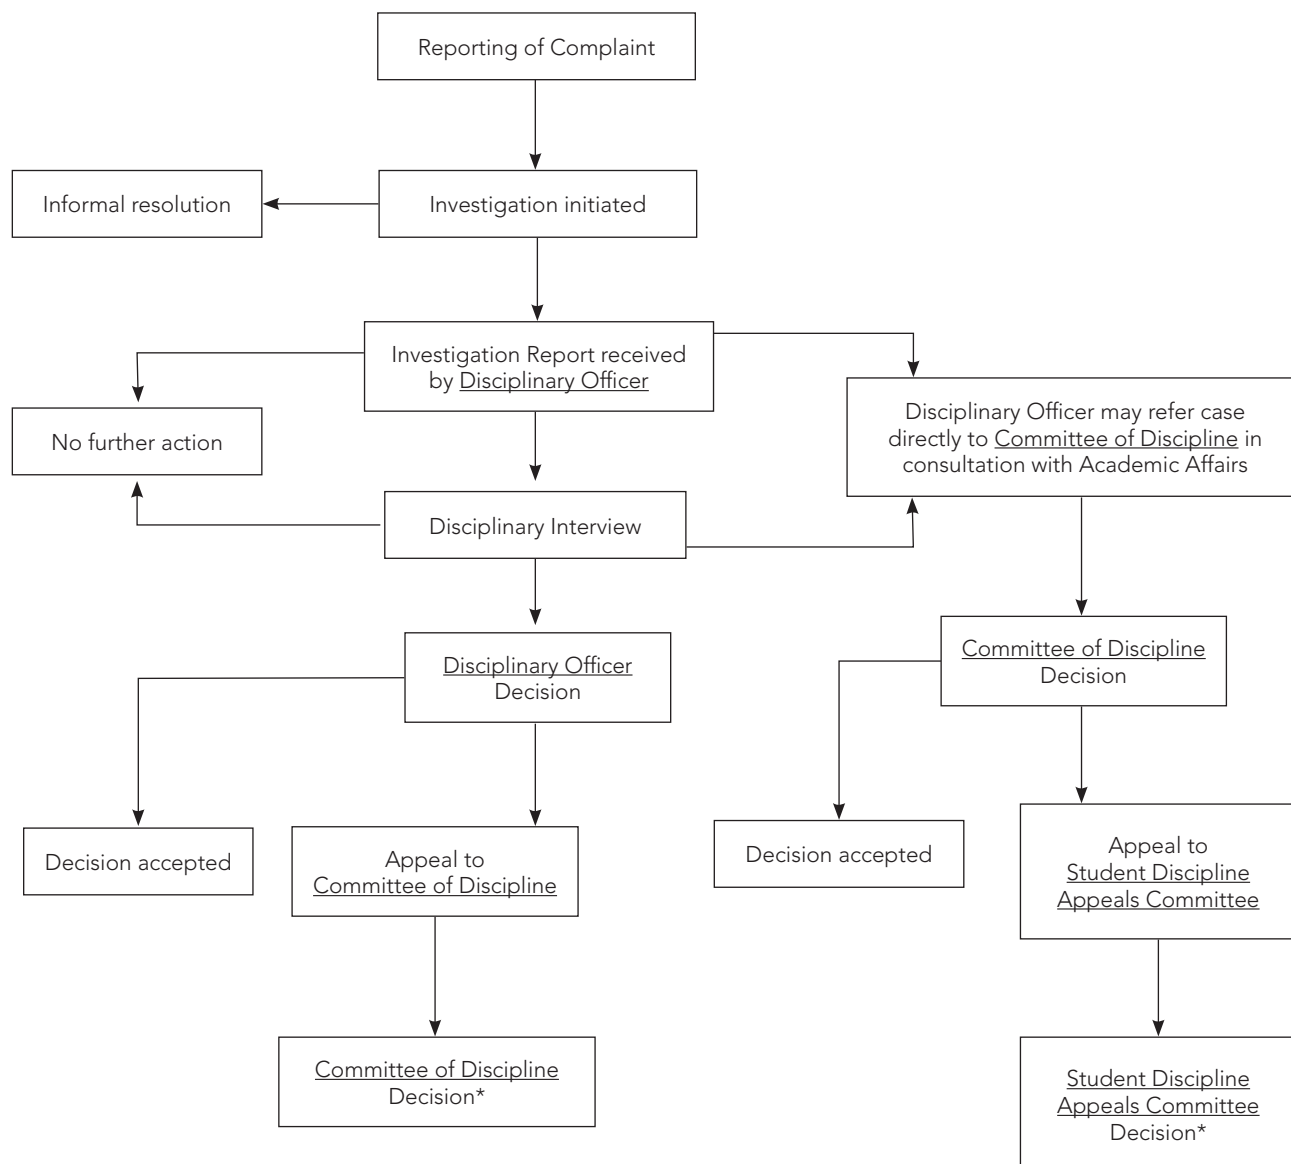 Reporting of Complaint
Informal resolution
Investigation initiated
Investigation Report received
by Disciplinary Officer
No further action
Disciplinary Officer may refer case
directly to Committee of Discipline in
consultation with Academic Affairs
Disciplinary Interview
Disciplinary Officer
Decision
Committee of Discipline
Decision
Decision accepted
Appeal to
Committee of Discipline
Decision accepted
Appeal to
Student Discipline
Appeals Committee
Committee of Discipline
Decision*
Student Discipline
Appeals Committee
Decision*